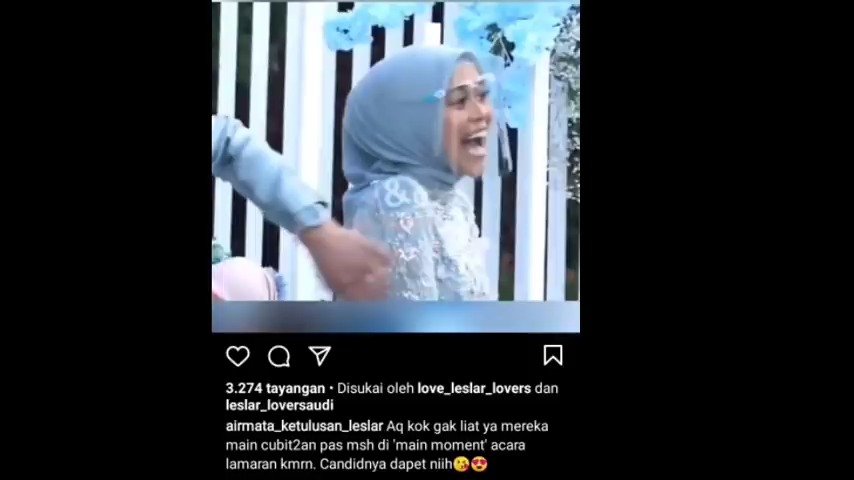 &
3.274 tayangan • Disukai oleh love_leslar_lovers dan
leslar_loversaudi
airmata_ketulusan_leslar Aq kok gak liat ya mereka
main cubit2an pas msh di 'main moment' acara
lamaran kmrn. Candidnya dapet niih😘😍